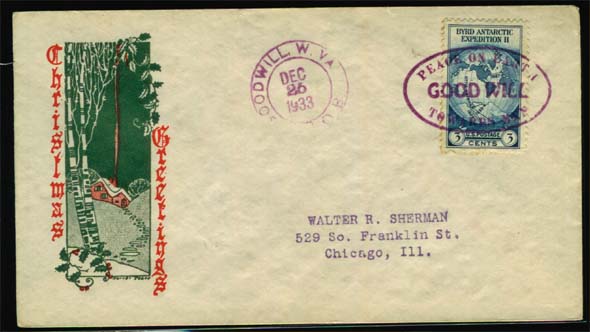 Christmas
Greetings
GOODWILL, W. VA.
DEC
26
1933
BYRD ANTARCTIC
EXPEDITION II
PEACE ON
GOOD WILL
TO
U.S. POSTAGE
3 CENTS 3
WALTER R. SHERMAN
529 So. Franklin St.
Chicago, Ill.